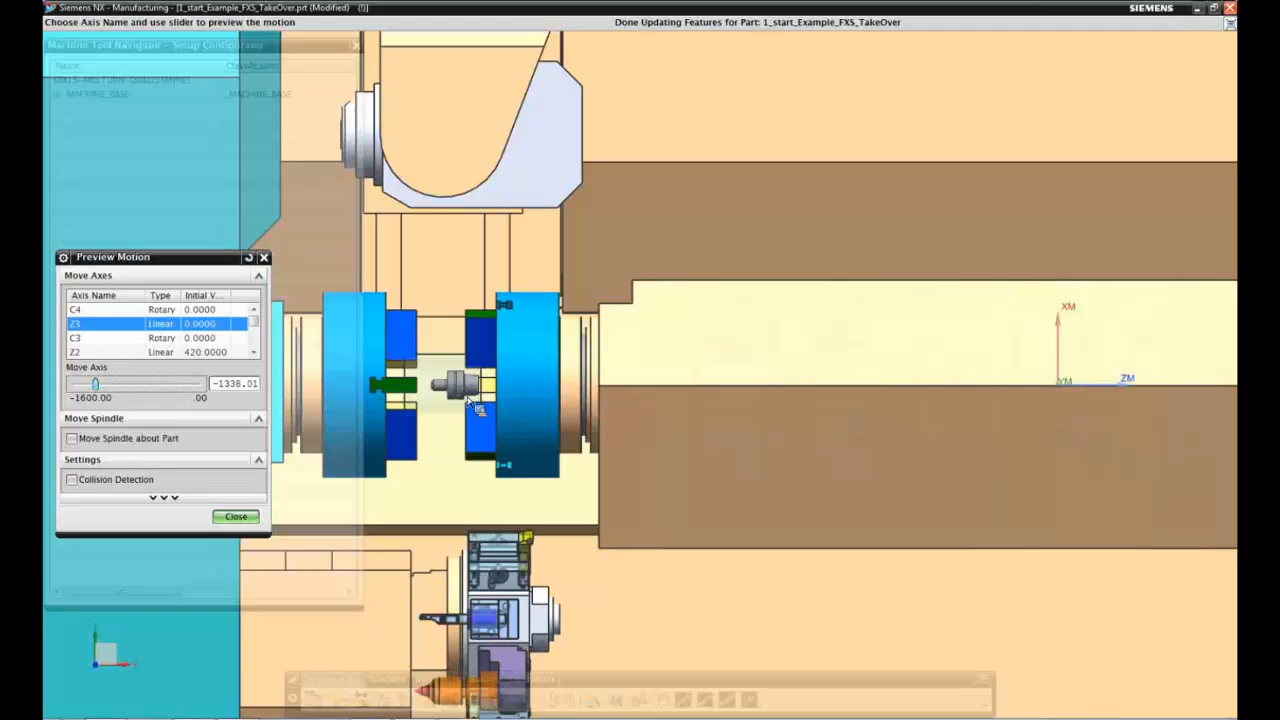 Siemens NX - Manufacturing - [1_start_Example_FXS_TakeOver.prt (Modified) (!)]
SIEMENS
Choose Axis Name and use slider to preview the motion
Done Updating Features for Part: 1_start_Example_FXS_TakeOver
Machine Tool Navigator - Setup Configurator
Name
Classification
MACHINE_BASE
_MACHINE_BASE
Preview Motion
Move Axes
Axis Name Type Initial V...
C4 Rotary 0.0000
Z3 Linear 0.0000
C3 Rotary 0.0000
Z2 Linear 420.0000
Move Axis
-1338.01
-1600.00 .00
Move Spindle
Move Spindle about Part
Settings
Collision Detection
Close
XM
YM
ZM